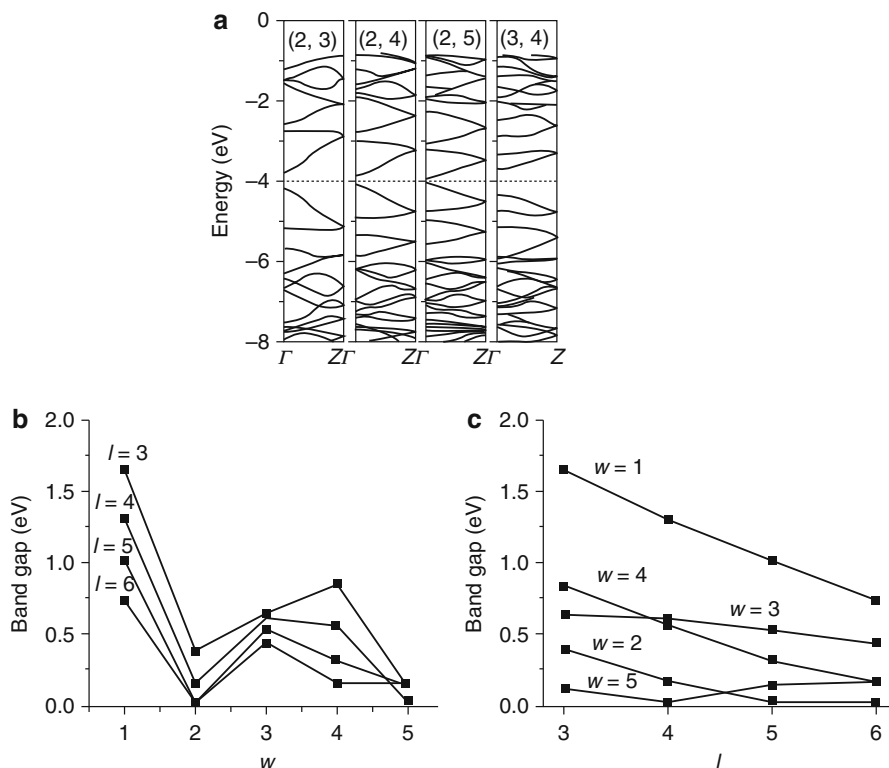 a
(2, 3) (2, 4) (2, 5) (3, 4)
Energy (eV)
0
−2
−4
−6
−8
Γ ZΓ ZΓ ZΓ Z
b
Band gap (eV)
2.0
1.5
1.0
0.5
0.0
l = 3
l = 4
l = 5
l = 6
1 2 3 4 5
w
c
Band gap (eV)
2.0
1.5
1.0
0.5
0.0
w = 1
w = 4
w = 3
w = 2
w = 5
3 4 5 6
l